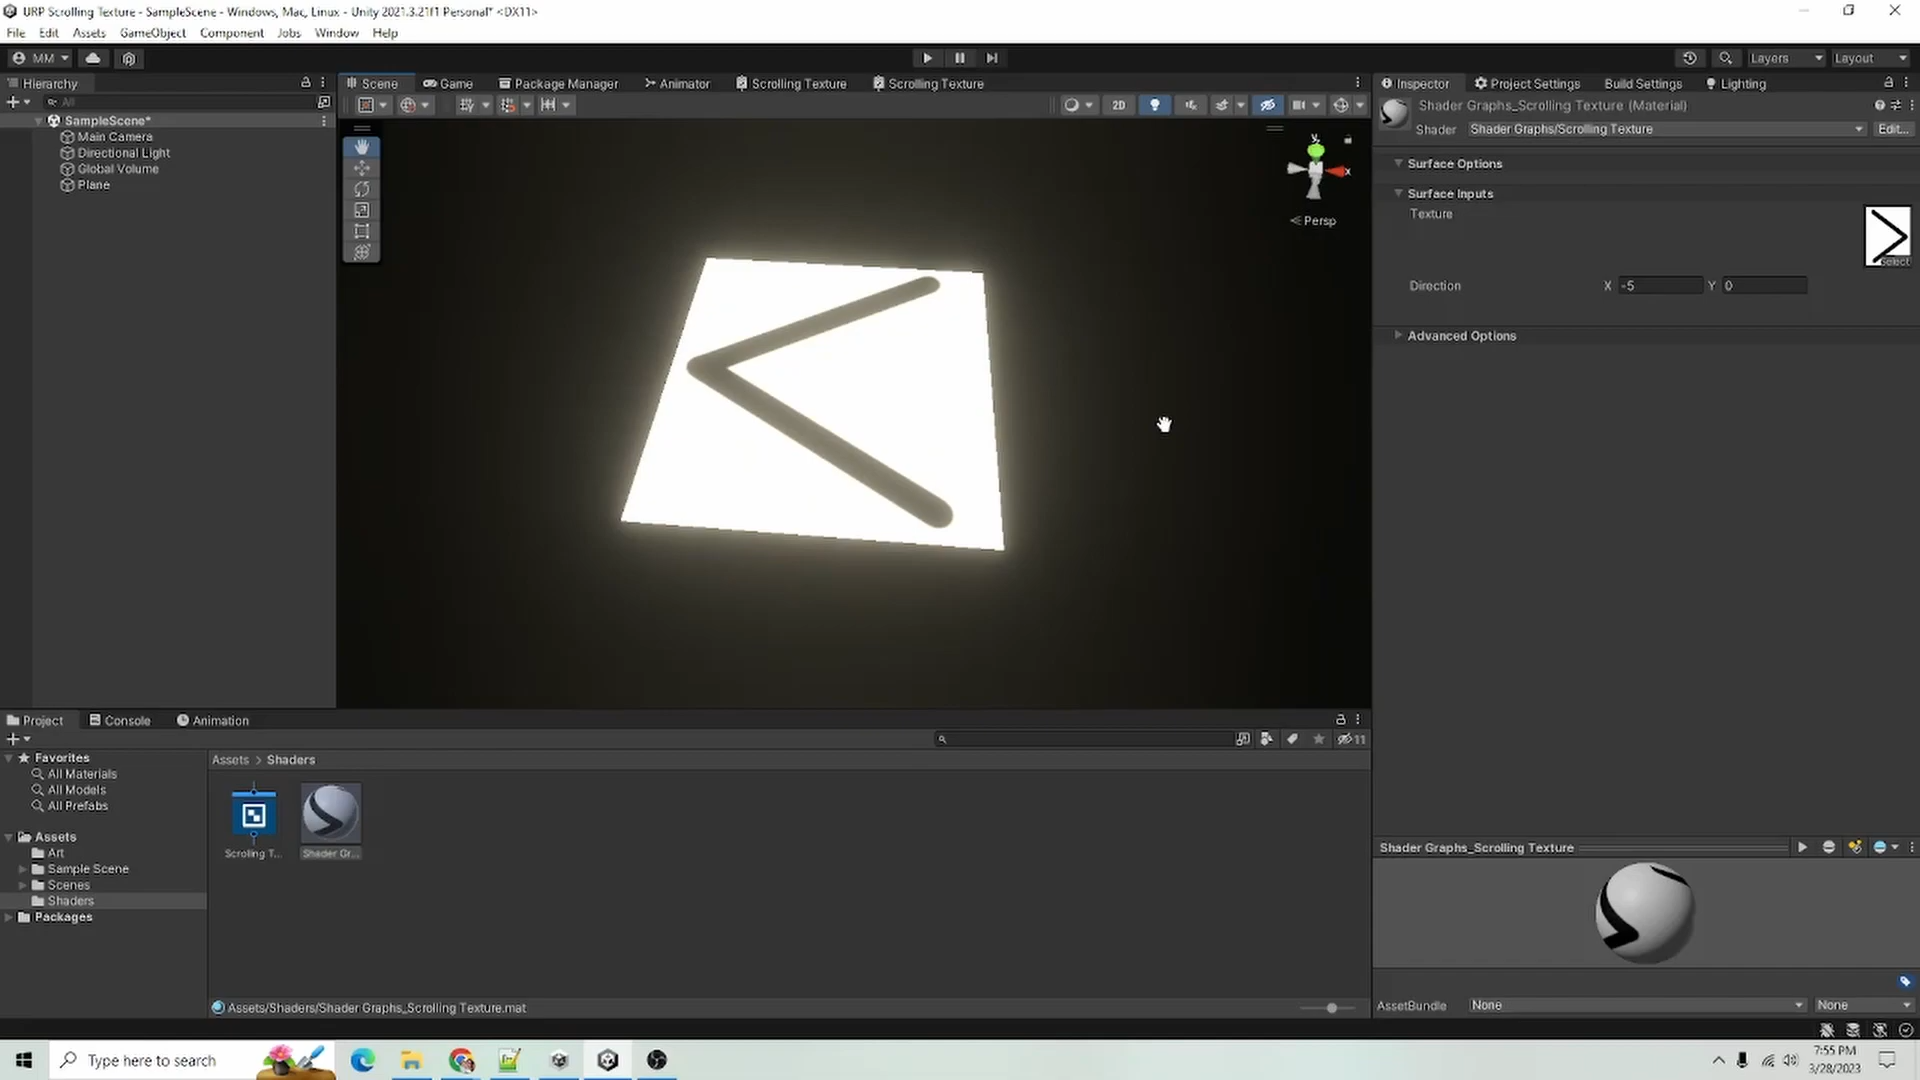 URP Scrolling Texture - SampleScene - Windows, Mac, Linux - Unity 2021.3.21f1 Personal* <DX11>
File Edit Assets GameObject Component Jobs Window Help
MM
Layers
Layout
Hierarchy
All
SampleScene*
Main Camera
Directional Light
Global Volume
Plane
Scene
Game
Package Manager
Animator
Scrolling Texture
Scrolling Texture
2D
y
x
Persp
Inspector
Project Settings
Build Settings
Lighting
Shader Graphs_Scrolling Texture (Material)
Shader
Shader Graphs/Scrolling Texture
Edit...
Surface Options
Surface Inputs
Texture
Select
Direction
X -5
Y 0
Advanced Options
Project
Console
Animation
11
Favorites
All Materials
All Models
All Prefabs
Assets
Art
Sample Scene
Scenes
Shaders
Packages
Assets > Shaders
Scrolling T...
Shader Gr...
Assets/Shaders/Shader Graphs_Scrolling Texture.mat
Shader Graphs_Scrolling Texture
AssetBundle
None
None
Type here to search
7:55 PM
3/28/2023